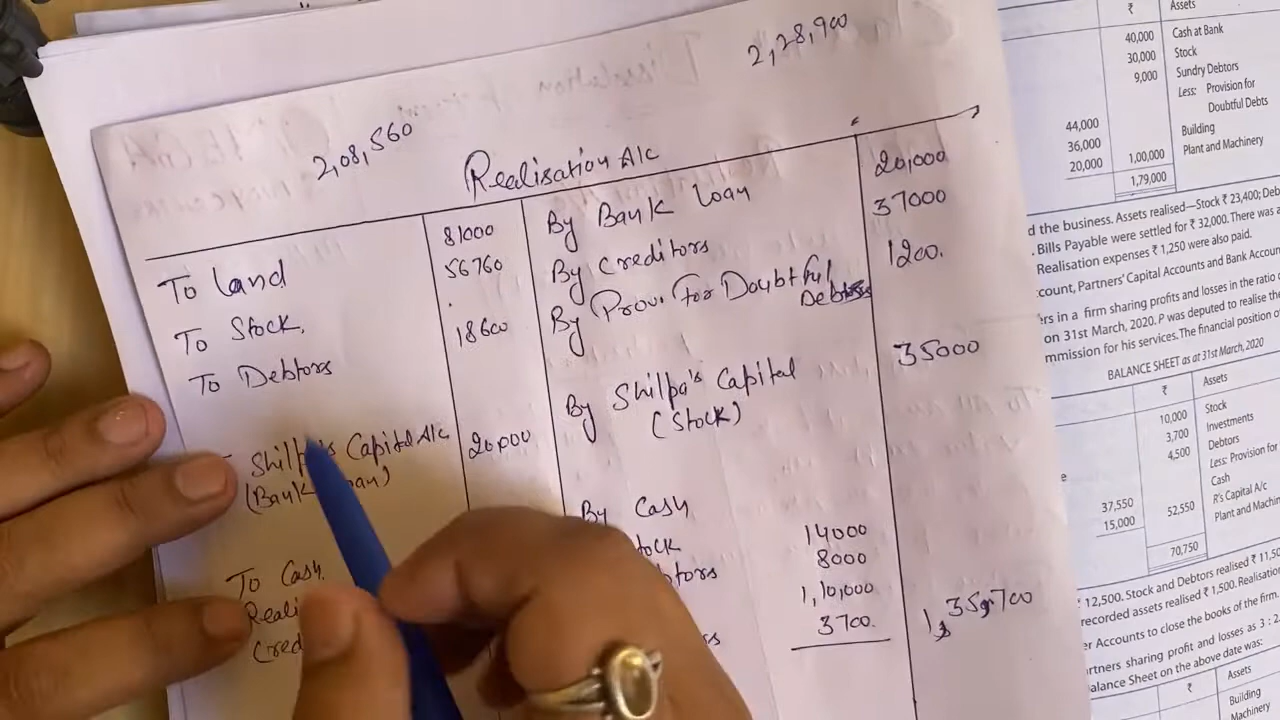 2,28,900
2,08,560
Realisation A/c
To land 81000 By Bank loan 20,000
To Stock, 56760 By Creditors 37000
To Debtors 18600 By Prov. for Doubtful Debts 1200.
Shilpa's Capital A/c 20,000 By Shilpa's Capital 35000
(Bank loan) (Stock)
To Cash By Cash
14000
8000
1,10,000
3700. 1,35,700
₹ Assets
40,000 Cash at Bank
30,000 Stock
9,000 Sundry Debtors
Less: Provision for
Doubtful Debts
44,000 Building
36,000 Plant and Machinery
20,000 1,00,000
1,79,000
d the business. Assets realised—Stock ₹ 23,400; Deb
. Bills Payable were settled for ₹ 32,000. There was
Realisation expenses ₹ 1,250 were also paid.
count, Partners' Capital Accounts and Bank Accoun
ers in a firm sharing profits and losses in the ratio
on 31st March, 2020. P was deputed to realise the
mmission for his services. The financial position of
BALANCE SHEET as at 31st March, 2020
₹ Assets
10,000 Stock
3,700 Investments
4,500 Debtors
Less: Provision for
Cash
37,550 R's Capital A/c
15,000 52,550 Plant and Machin
70,750
12,500. Stock and Debtors realised ₹ 11,50
recorded assets realised ₹ 1,500. Realisation
er Accounts to close the books of the firm.
artners sharing profit and losses as 3 : 2
alance Sheet on the above date was:
₹ Assets
Building
Machinery